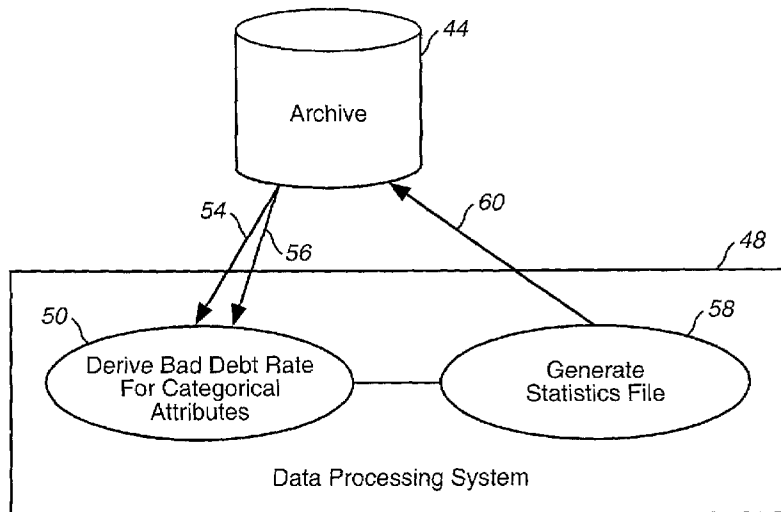 44
Archive
54
56
60
48
50
58
Derive Bad Debt Rate
For Categorical
Attributes
Generate
Statistics File
Data Processing System